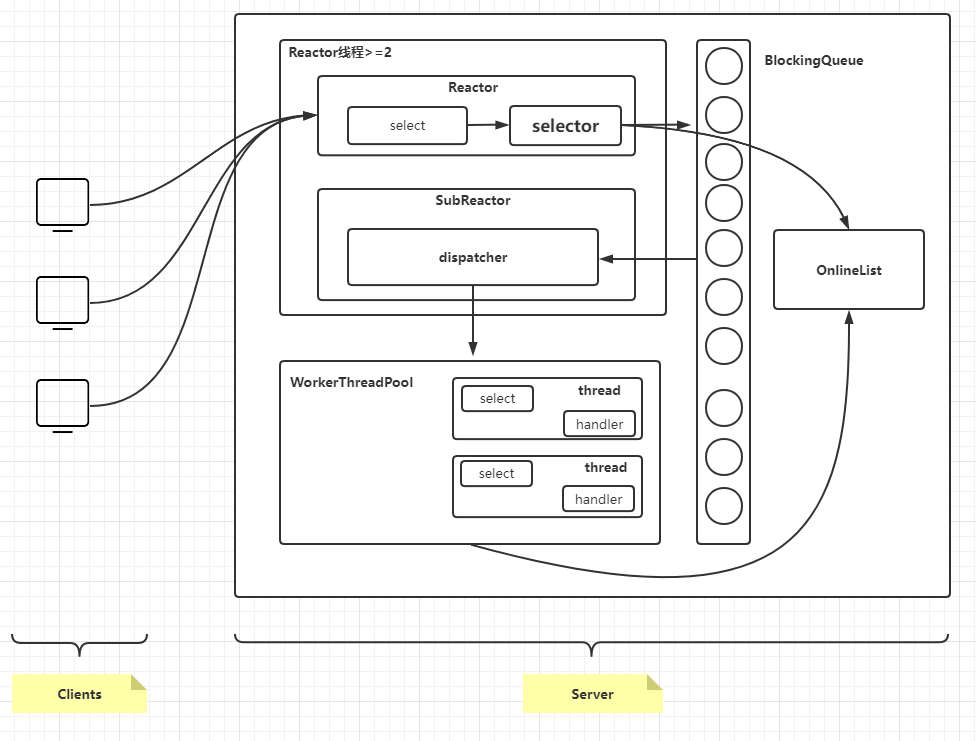 Reactor线程>=2
BlockingQueue
Reactor
select
selector
SubReactor
dispatcher
OnlineList
WorkerThreadPool
thread
select
handler
thread
select
handler
Clients
Server